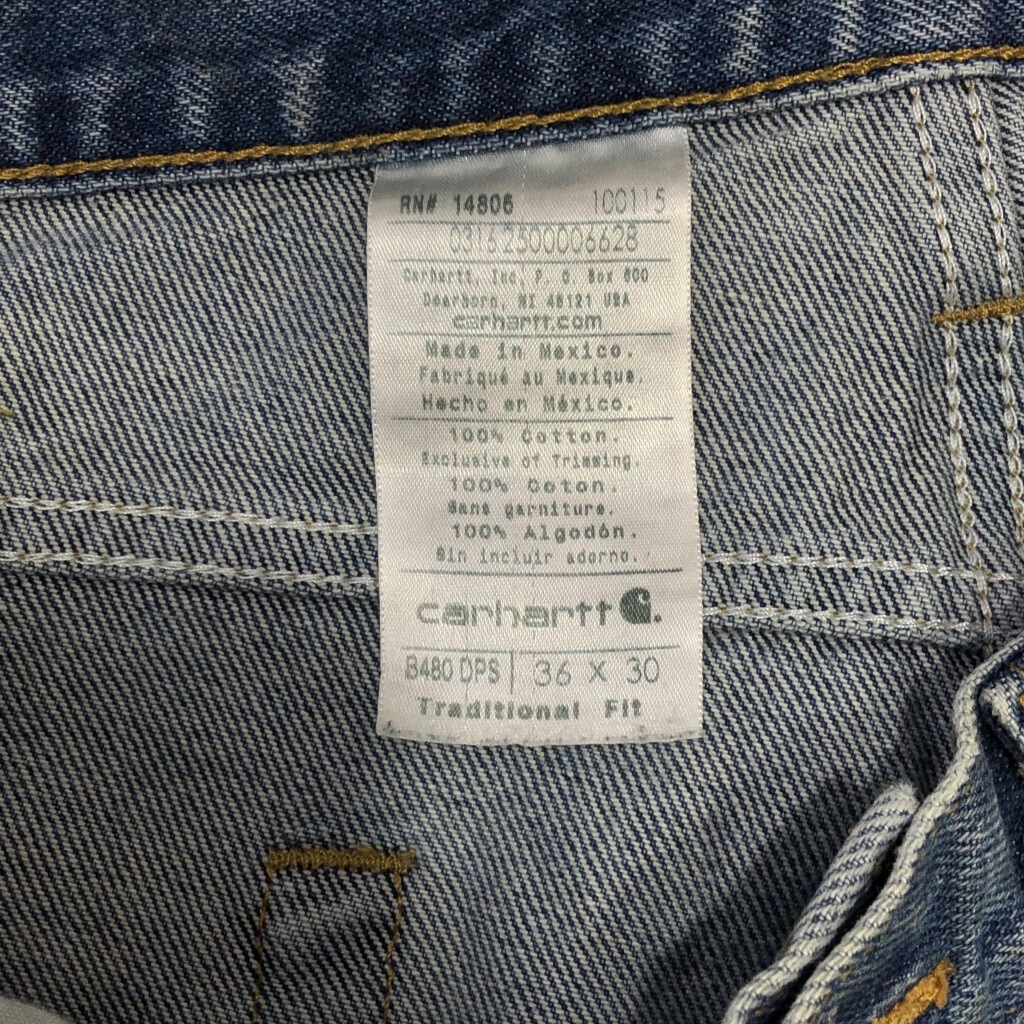 RN# 14806 100115
03162500006628
Carhartt, Inc, P. O. Box 600
Dearborn, MI 48121 USA
carhartt.com
Made in Mexico.
Fabriqué au Mexique.
Hecho en México.
100% Cotton.
Exclusive of Trimming.
100% Coton.
Sans garniture.
100% Algodón.
Sin incluir adorno.
carhartt
B480 DPS 36 X 30
Traditional Fit